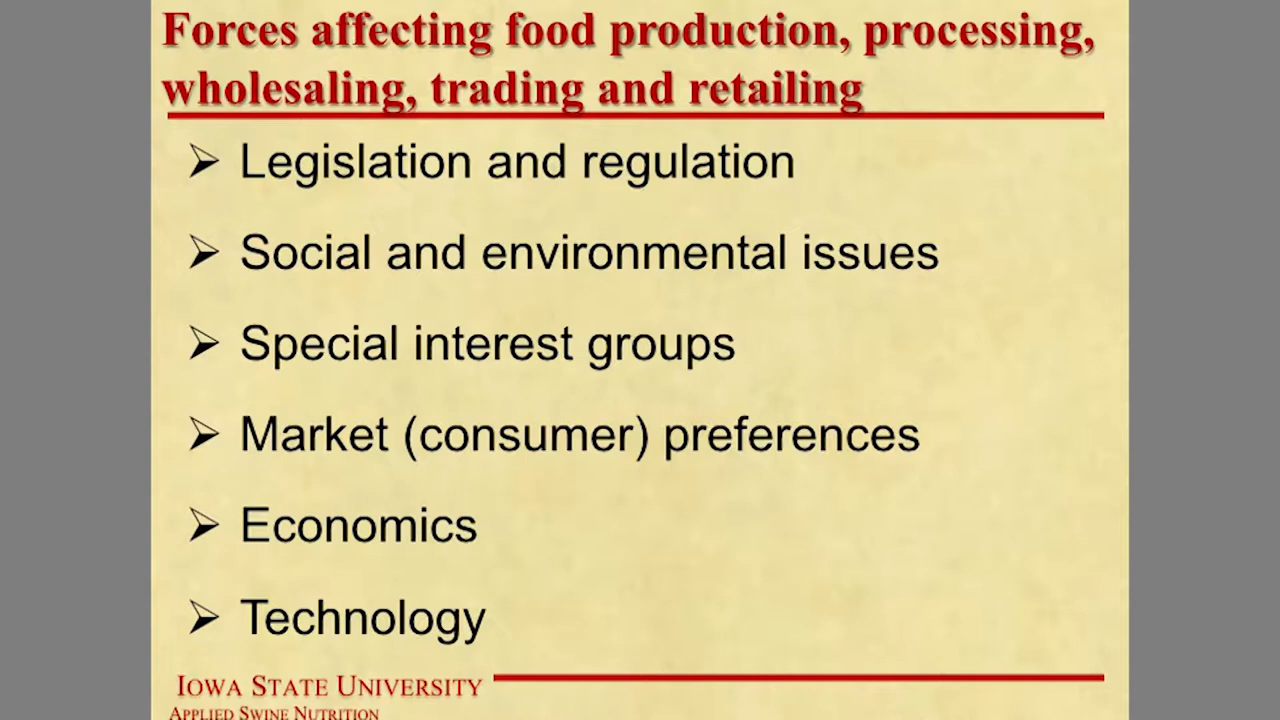 Forces affecting food production, processing,
wholesaling, trading and retailing
Legislation and regulation
Social and environmental issues
Special interest groups
Market (consumer) preferences
Economics
Technology
IOWA STATE UNIVERSITY
APPLIED SWINE NUTRITION